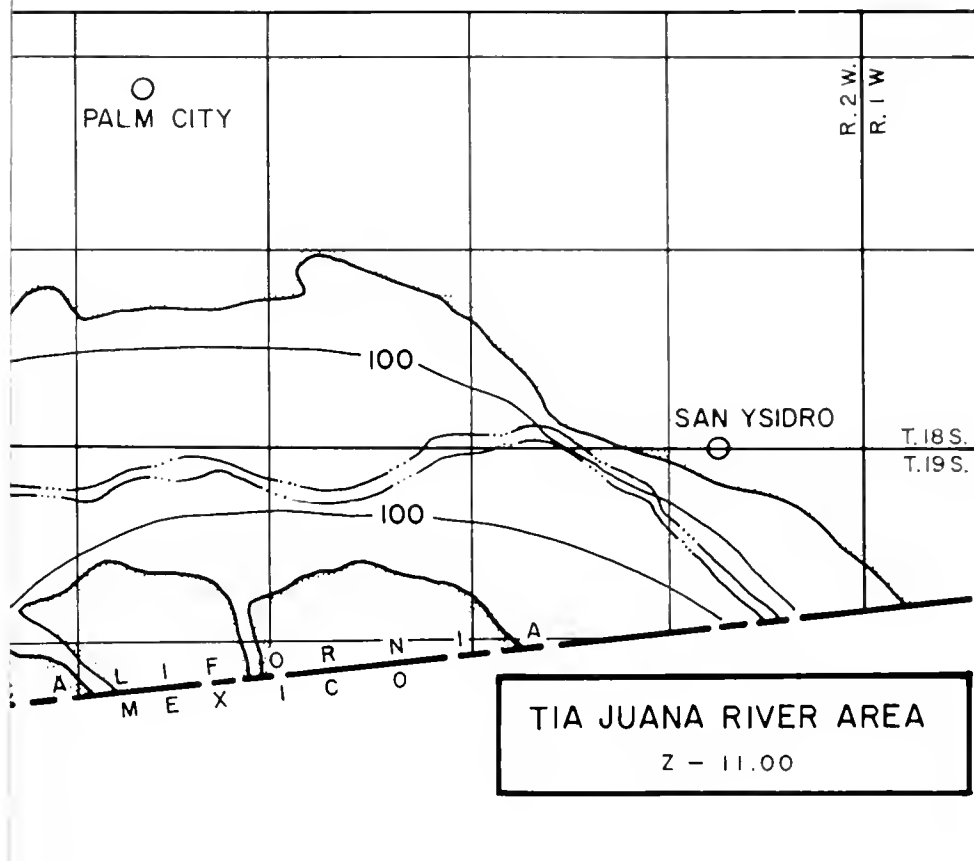 PALM CITY
R. 2 W.
R. 1 W
100
SAN YSIDRO
T. 18 S.
T. 19 S.
100
A L I F O R N I A
M E X I C O
TIA JUANA RIVER AREA
Z - 11.00